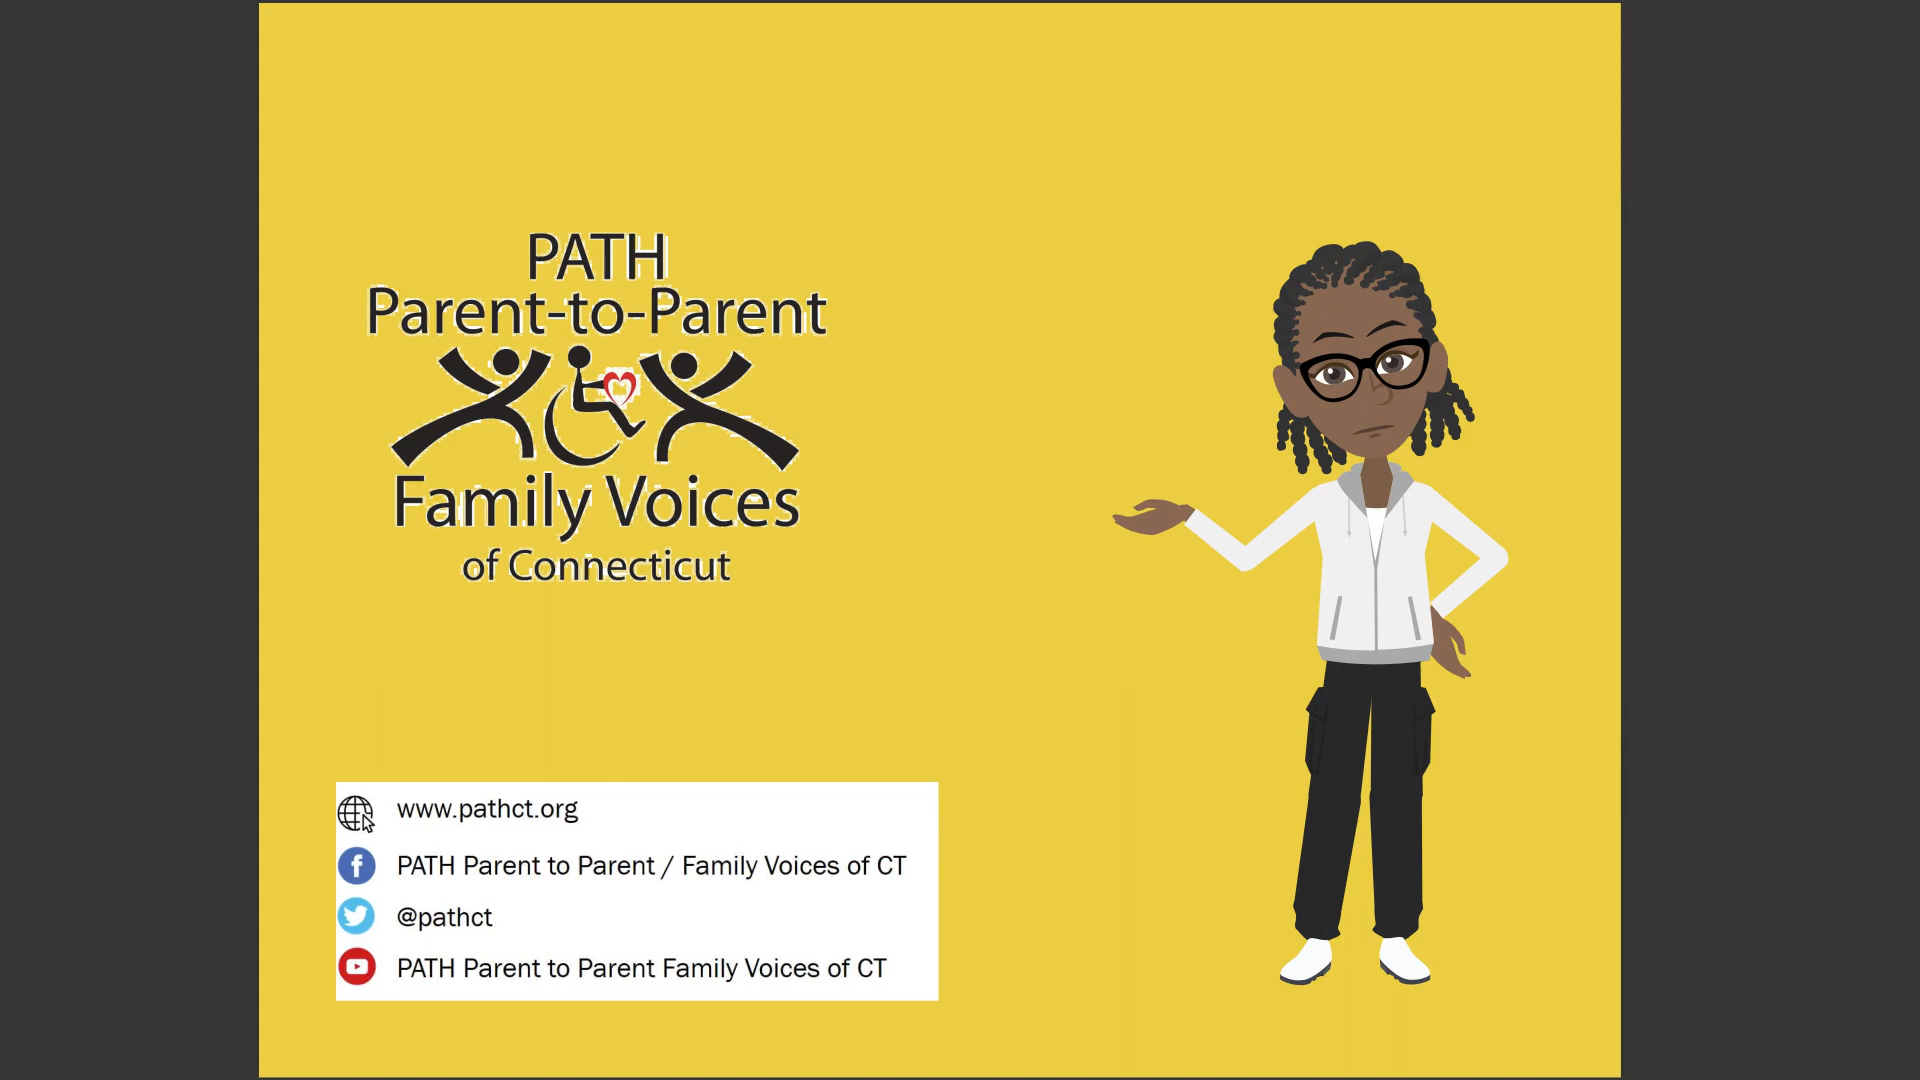 PATH
Parent-to-Parent
Family Voices
of Connecticut
www.pathct.org
PATH Parent to Parent / Family Voices of CT
@pathct
PATH Parent to Parent Family Voices of CT